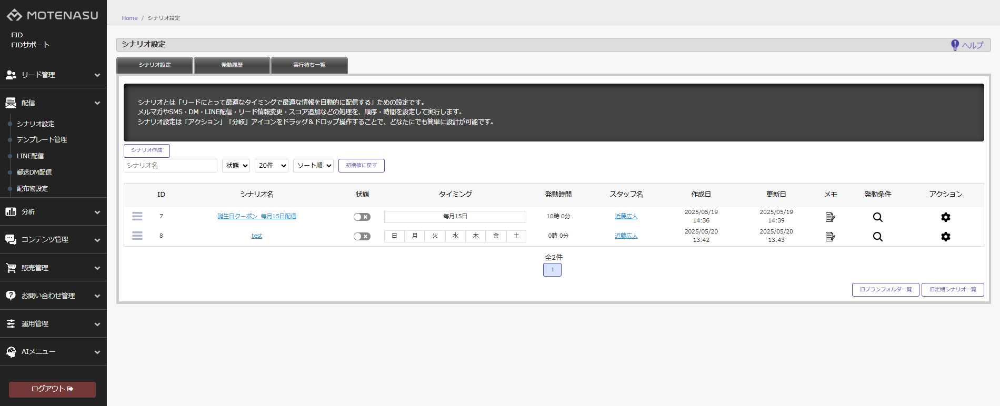 MOTENASU
FID
FIDサポート
リード管理
配信
シナリオ設定
テンプレート管理
LINE配信
郵送DM配信
配布物設定
分析
コンテンツ管理
販売管理
お問い合わせ管理
運用管理
AIメニュー
ログアウト
Home / シナリオ設定
シナリオ設定
ヘルプ
シナリオ設定 発動履歴 実行待ち一覧
シナリオとは「リードにとって最適なタイミングで最適な情報を自動的に配信する」ための設定です。
メルマガやSMS・DM・LINE配信・リード情報変更・スコア追加などの処理を、順序・時間を設定して実行します。
シナリオ設定は「アクション」「分岐」アイコンをドラッグ＆ドロップ操作することで、どなたにでも簡単に設計が可能です。
シナリオ作成
シナリオ名 状態 20件 ソート順 初期値に戻す
ID シナリオ名 状態 タイミング 発動時間 スタッフ名 作成日 更新日 メモ 発動条件 アクション
7 誕生日クーポン_毎月15日配信 毎月15日 10時 0分 近藤広人 2025/05/19 14:36 2025/05/19 14:39
8 test 日 月 火 水 木 金 土 0時 0分 近藤広人 2025/05/20 13:42 2025/05/20 13:43
全2件
1
旧プランフォルダ一覧 旧定期シナリオ一覧